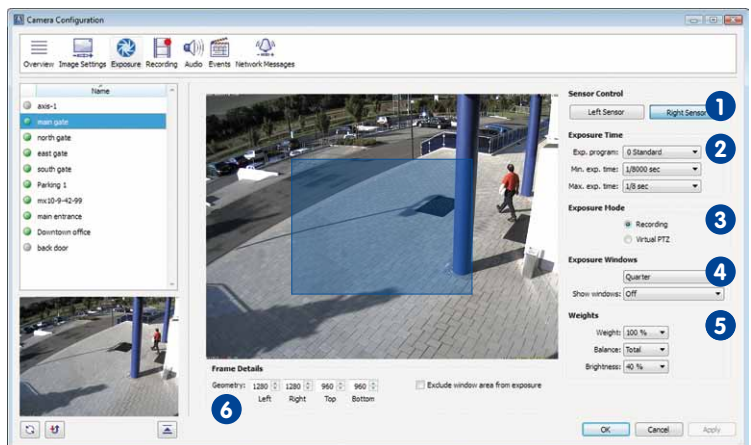 Camera Configuration
Overview Image Settings Exposure Recording Audio Events Network Messages
Name
axis-1
main gate
north gate
east gate
south gate
Parking 1
mx10-9-42-99
main entrance
Downtown office
back door
Sensor Control
Left Sensor Right Sensor 1
Exposure Time
2
Exp. program: 0 Standard
Min. exp. time: 1/8000 sec
Max. exp. time: 1/8 sec
Exposure Mode
3
Recording
Virtual PTZ
Exposure Windows
4
Quarter
Show windows: Off
Weights
5
Weight: 100 %
Balance: Total
Brightness: 40 %
Frame Details
Geometry: 1280 1280 960 960
Left Right Top Bottom
6
Exclude window area from exposure
OK Cancel Apply